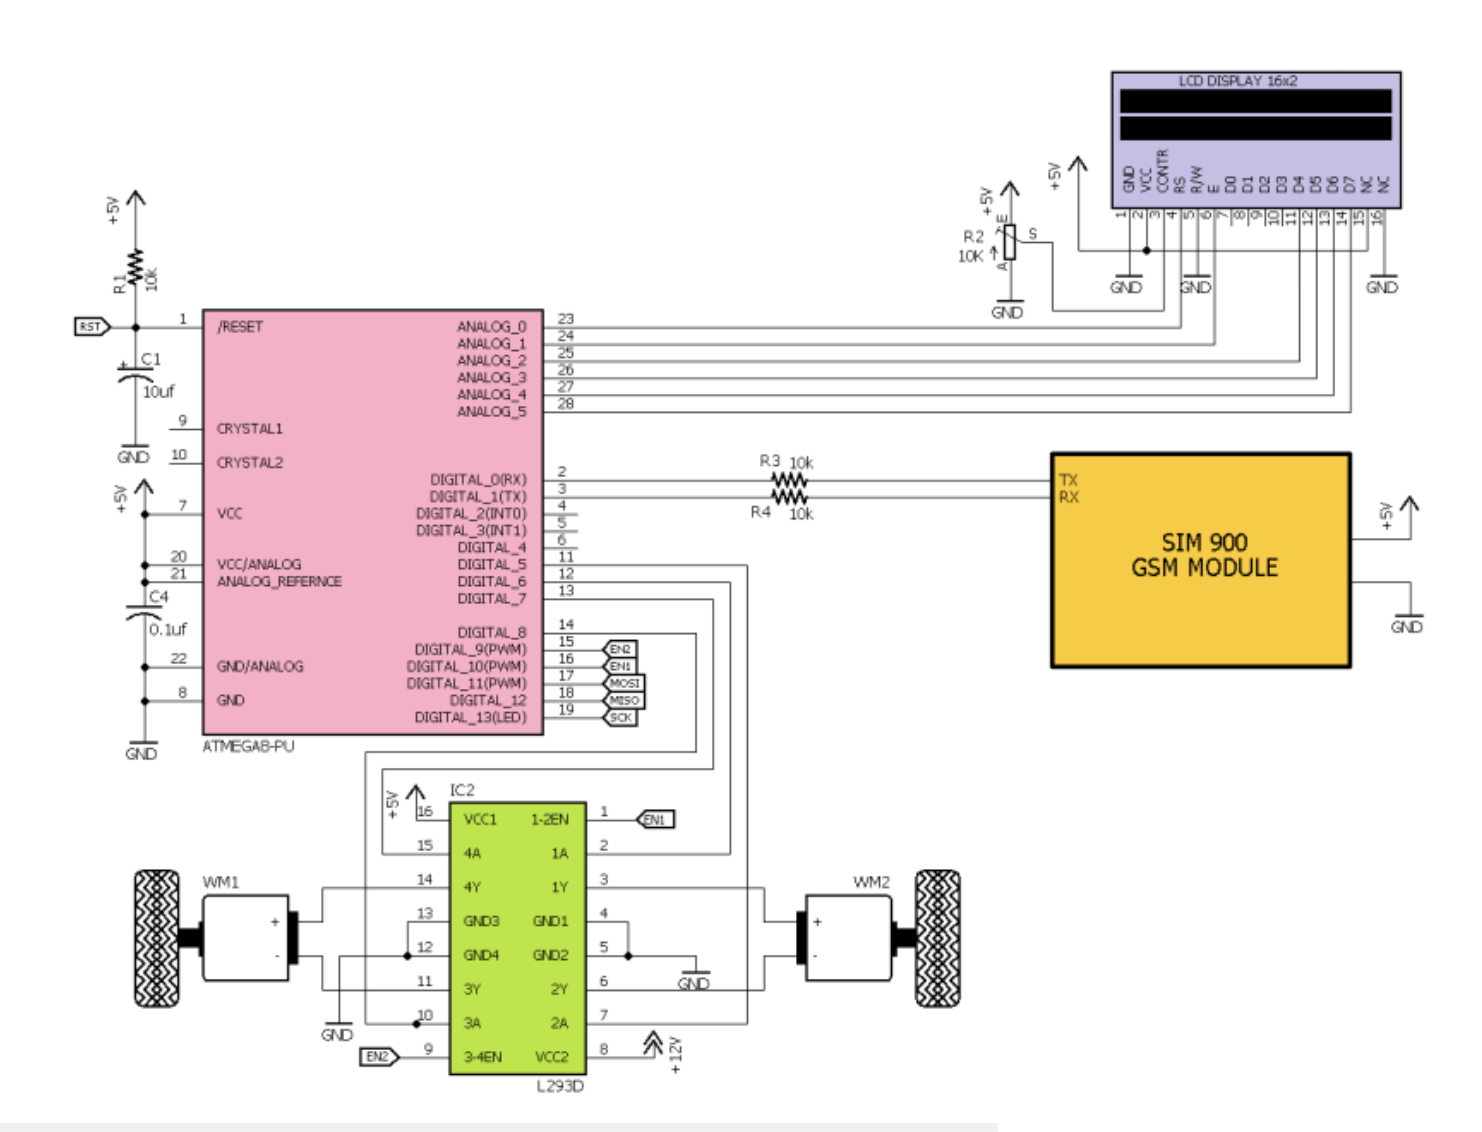 LCD DISPLAY 16x2
GND
VCC
CONTR
RS
R/W
E
D0
D1
D2
D3
D4
D5
D6
D7
NC
NC
1
2
3
4
5
6
7
8
9
10
11
12
13
14
15
16
+5V
GND
GND
GND
+5V
E
S
A
R2
10K
GND
+5V
R1
10k
RST
C1
+
10uf
GND
+5V
C4
0.1uf
GND
1 /RESET
9 CRYSTAL1
10 CRYSTAL2
7 VCC
20 VCC/ANALOG
21 ANALOG_REFERNCE
22 GND/ANALOG
8 GND
ANALOG_0 23
ANALOG_1 24
ANALOG_2 25
ANALOG_3 26
ANALOG_4 27
ANALOG_5 28
DIGITAL_0(RX) 2
DIGITAL_1(TX) 3
DIGITAL_2(INT0) 4
DIGITAL_3(INT1) 5
DIGITAL_4 6
DIGITAL_5 11
DIGITAL_6 12
DIGITAL_7 13
DIGITAL_8 14
DIGITAL_9(PWM) 15 EN2
DIGITAL_10(PWM) 16 EN1
DIGITAL_11(PWM) 17 MOSI
DIGITAL_12 18 MISO
DIGITAL_13(LED) 19 SCK
ATMEGA8-PU
R3 10k
R4 10k
TX
RX
SIM 900
GSM MODULE
+5V
GND
IC2
+5V
16 VCC1 1-2EN 1 EN1
15 4A 1A 2
14 4Y 1Y 3
13 GND3 GND1 4
12 GND4 GND2 5
11 3Y 2Y 6
10 3A 2A 7
EN2 9 3-4EN VCC2 8
+12V
L293D
GND
GND
WM1
+
-
WM2
+
-